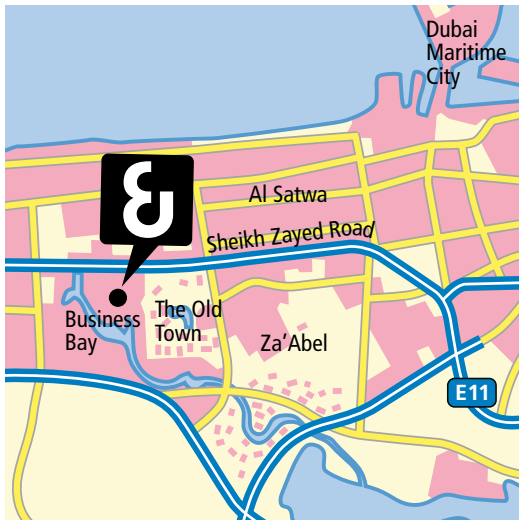 Dubai
Maritime
City
&
Al Satwa
Sheikh Zayed Road
The Old
Town
Business
Bay
Za'Abel
E11